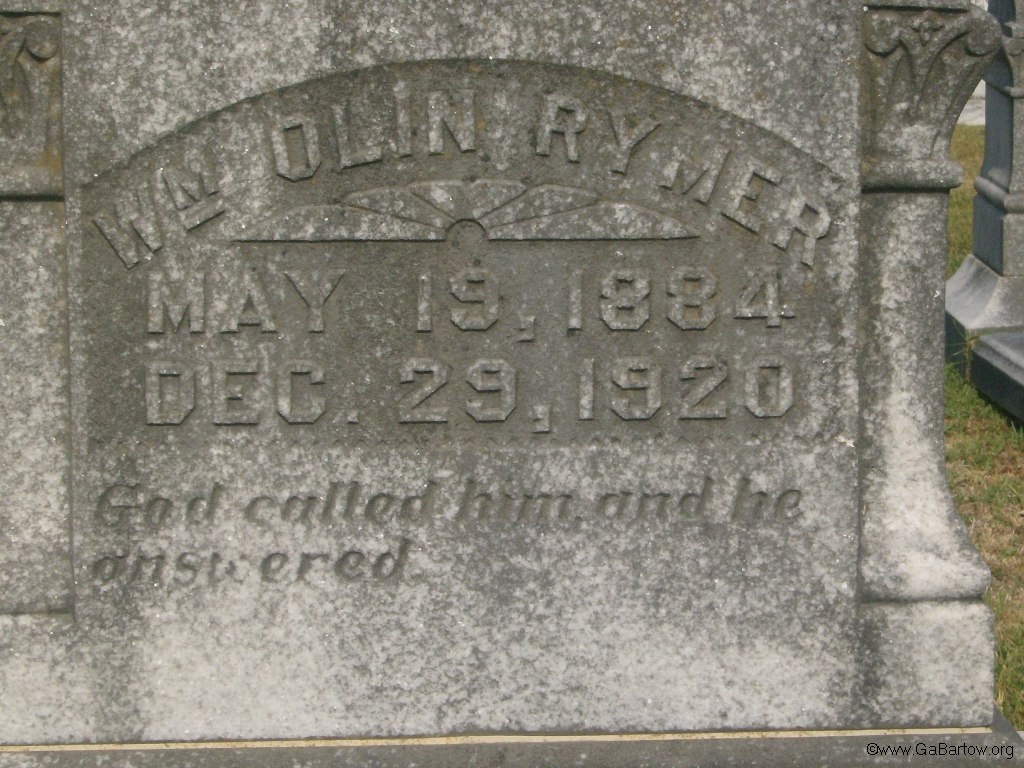 Wm OLIN RYMER
MAY 19, 1884
DEC. 29, 1920
God called him, and he
answered.
©www.GaBartow.org